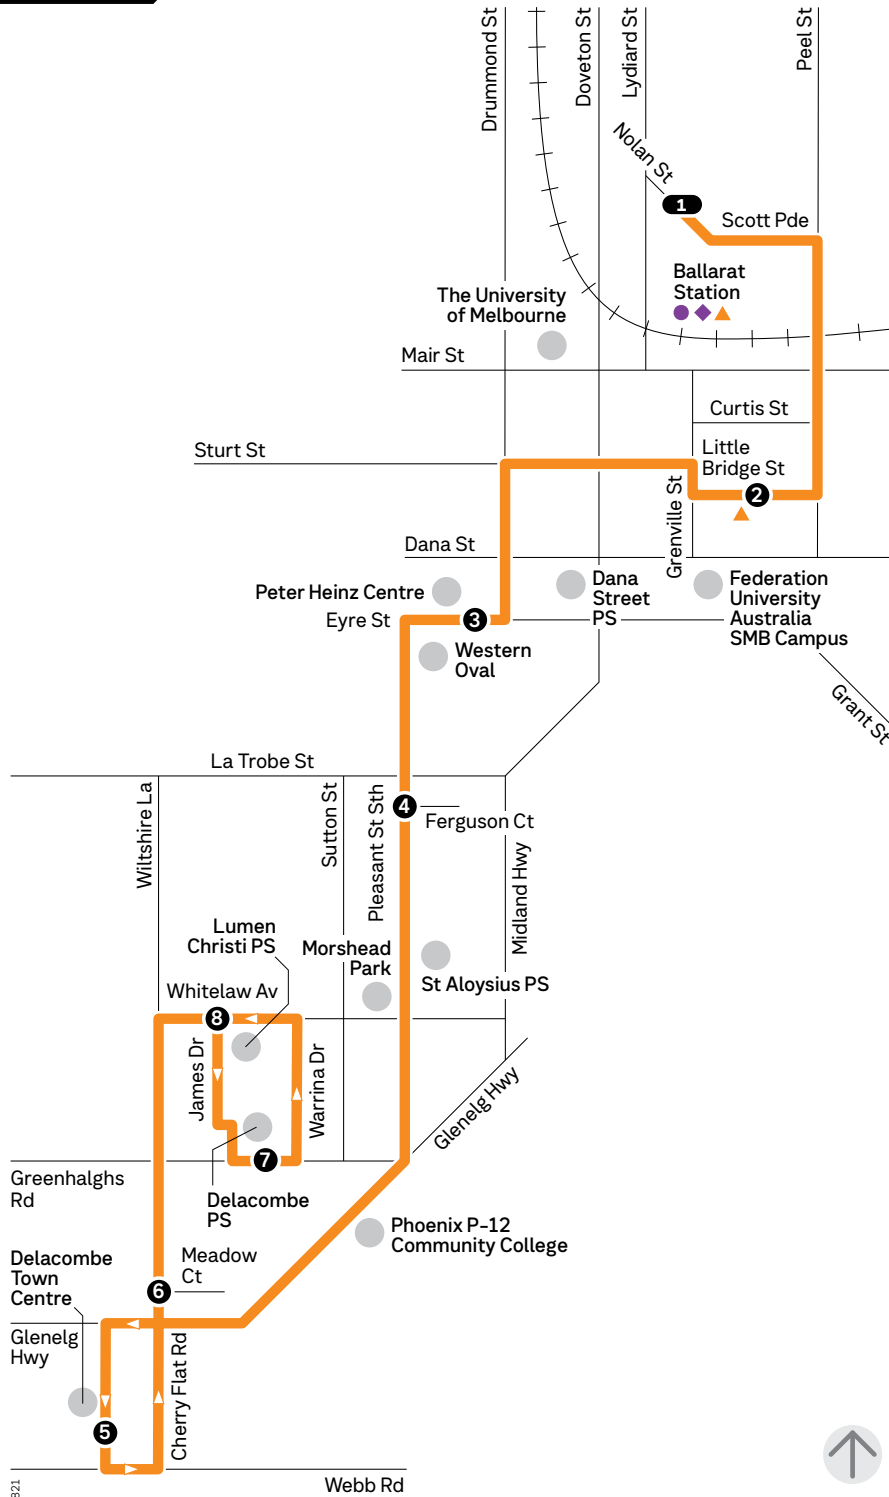 Drummond St
Doveton St
Lydiard St
Peel St
Nolan St
1
Scott Pde
Ballarat
Station
The University
of Melbourne
Mair St
Curtis St
Sturt St
Little
Bridge St
2
Grenville St
Dana St
Peter Heinz Centre
Dana
Street
PS
Federation
University
Australia
SMB Campus
Eyre St
3
Western
Oval
Grant St
La Trobe St
Wiltshire La
Sutton St
Pleasant St Sth
4
Ferguson Ct
Midland Hwy
Lumen
Christi PS
Morshead
Park
St Aloysius PS
Whitelaw Av
8
James Dr
Warrina Dr
Glenelg Hwy
7
Greenhalghs
Rd
Delacombe
PS
Phoenix P-12
Community College
Meadow
Ct
Delacombe
Town
Centre
6
Glenelg
Hwy
Cherry Flat Rd
5
Webb Rd
821